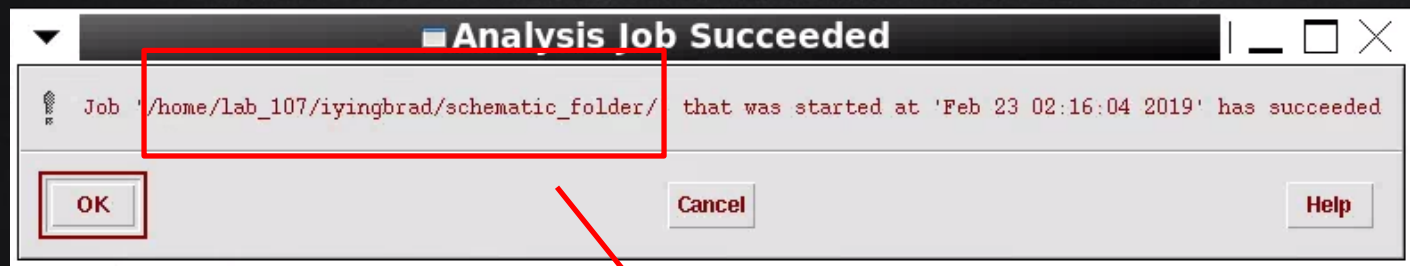 Analysis Job Succeeded
Job '/home/lab_107/iyingbrad/schematic_folder/ that was started at 'Feb 23 02:16:04 2019' has succeeded
OK Cancel Help